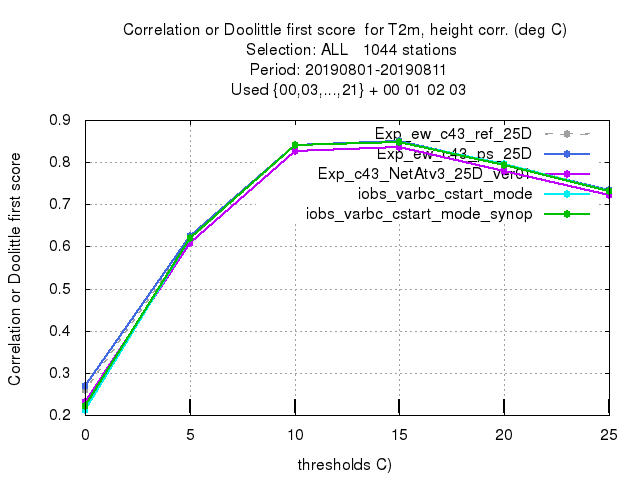 Correlation or Doolittle first score for T2m, height corr. (deg C)
Selection: ALL 1044 stations
Period: 20190801-20190811
Used {00,03,...,21} + 00 01 02 03
Correlation or Doolittle first score
0.9
0.8
0.7
0.6
0.5
0.4
0.3
0.2
Exp_ew_c43_ref_25D
Exp_ew_c43_ps_25D
Exp_c43_NetAtv3_25D_ver01
iobs_varbc_cstart_mode
iobs_varbc_cstart_mode_synop
0 5 10 15 20 25
thresholds C)